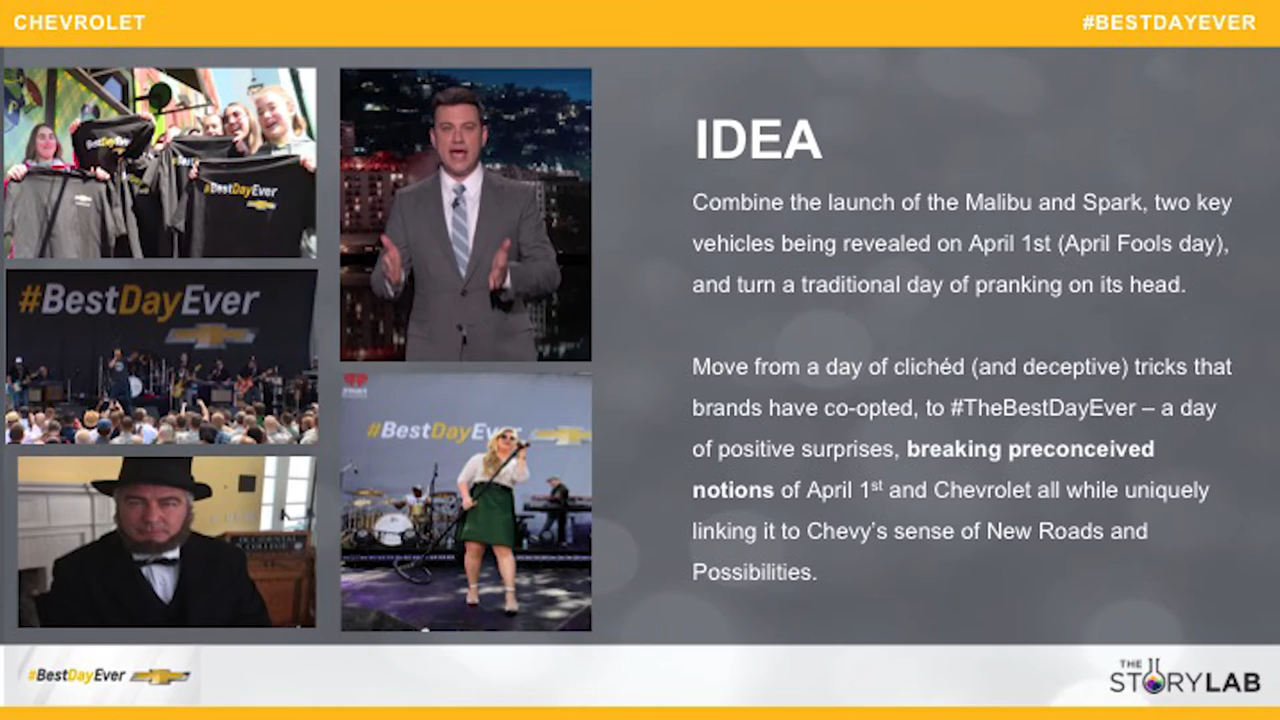 CHEVROLET
#BESTDAYEVER
#BestDayEver
#BestDayEver
#BestDayEver
OCCIDENTAL
COLLEGE
IDEA
Combine the launch of the Malibu and Spark, two key
vehicles being revealed on April 1st (April Fools day),
and turn a traditional day of pranking on its head.
Move from a day of clichéd (and deceptive) tricks that
brands have co-opted, to #TheBestDayEver – a day
of positive surprises, breaking preconceived
notions of April 1st and Chevrolet all while uniquely
linking it to Chevy’s sense of New Roads and
Possibilities.
#BestDayEver
THE
STORYLAB